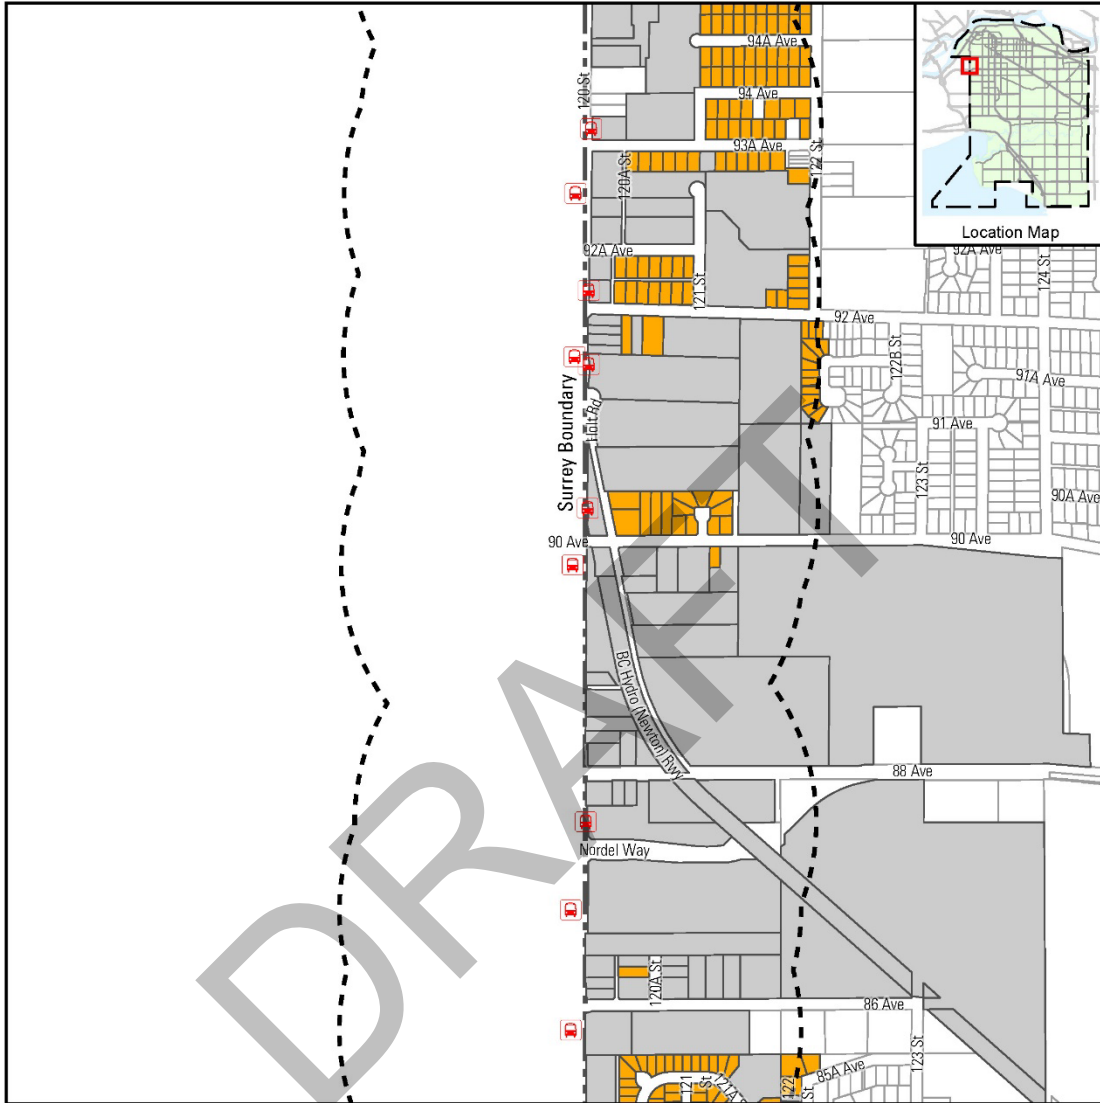 94A Ave
120 St
94 Ave
93A Ave
120A St
122 St
Location Map
92A Ave
92A Ave
121 St
124 St
92 Ave
122B St
91A Ave
Surrey Boundary
Holt Rd
91 Ave
123 St
90A Ave
90 Ave
90 Ave
BC Hydro (Newton) Rwy
88 Ave
Nordel Way
120A St
86 Ave
123 St
85A Ave
121 St
121A S
122 St
DRAFT